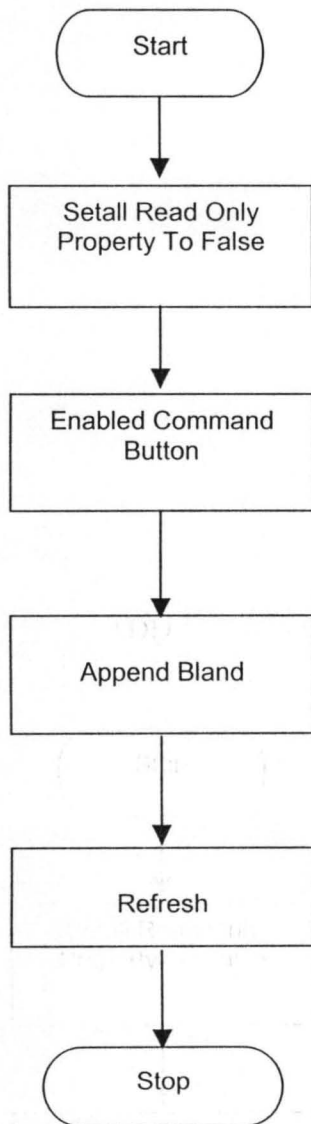 Start
Setall Read Only
Property To False
Enabled Command
Button
Append Bland
Refresh
Stop